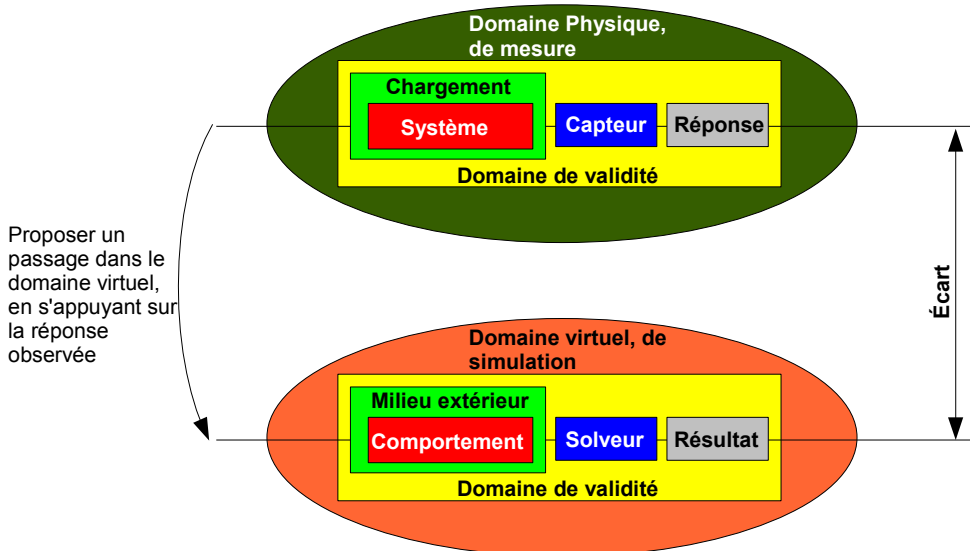 Domaine Physique,
de mesure
Chargement
Système
Capteur
Réponse
Domaine de validité
Proposer un
passage dans le
domaine virtuel,
en s'appuyant sur
la réponse
observée
Écart
Domaine virtuel, de
simulation
Milieu extérieur
Comportement
Solveur
Résultat
Domaine de validité